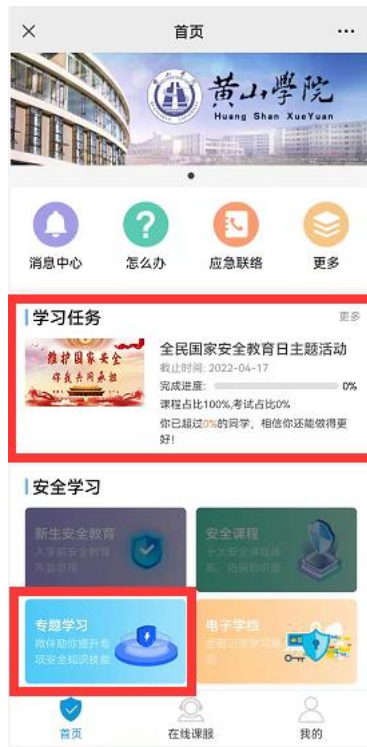 首页
黄山學院
Huang Shan XueYuan
消息中心
怎么办
应急联络
更多
学习任务
更多
维护国家安全
你我共同承担
全民国家安全教育日主题活动
截止时间: 2022-04-17
完成进度:
0%
课程占比100%,考试占比0%
你已超过0%的同学，相信你还能做得更
好!
安全学习
新生安全教育
安全课程
专题学习
微伴助你提升专
项安全知识技能
电子学档
首页
在线课服
我的